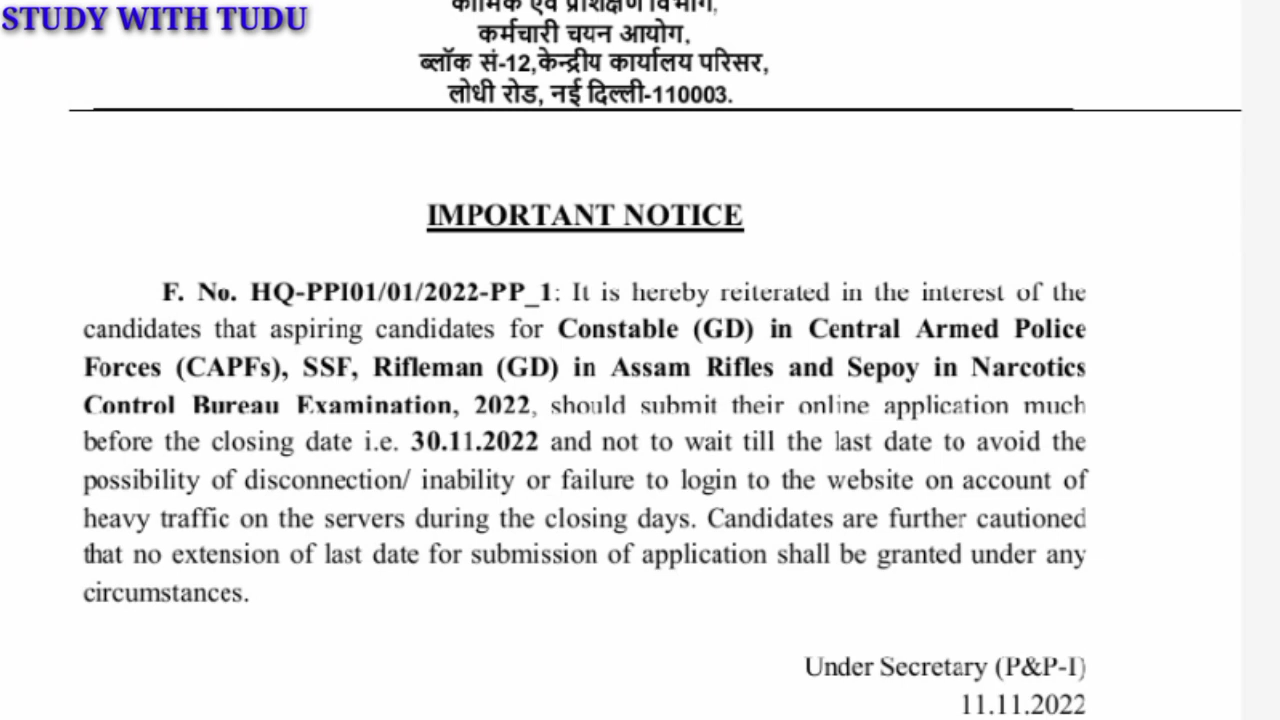 STUDY WITH TUDU
कार्मिक एवं प्रशिक्षण विभाग,
कर्मचारी चयन आयोग,
ब्लॉक सं-12,केन्द्रीय कार्यालय परिसर,
लोधी रोड, नई दिल्ली-110003.
IMPORTANT NOTICE
F. No. HQ-PPI01/01/2022-PP_1: It is hereby reiterated in the interest of the
candidates that aspiring candidates for Constable (GD) in Central Armed Police
Forces (CAPFs), SSF, Rifleman (GD) in Assam Rifles and Sepoy in Narcotics
Control Bureau Examination, 2022, should submit their online application much
before the closing date i.e. 30.11.2022 and not to wait till the last date to avoid the
possibility of disconnection/ inability or failure to login to the website on account of
heavy traffic on the servers during the closing days. Candidates are further cautioned
that no extension of last date for submission of application shall be granted under any
circumstances.
Under Secretary (P&P-I)
11.11.2022